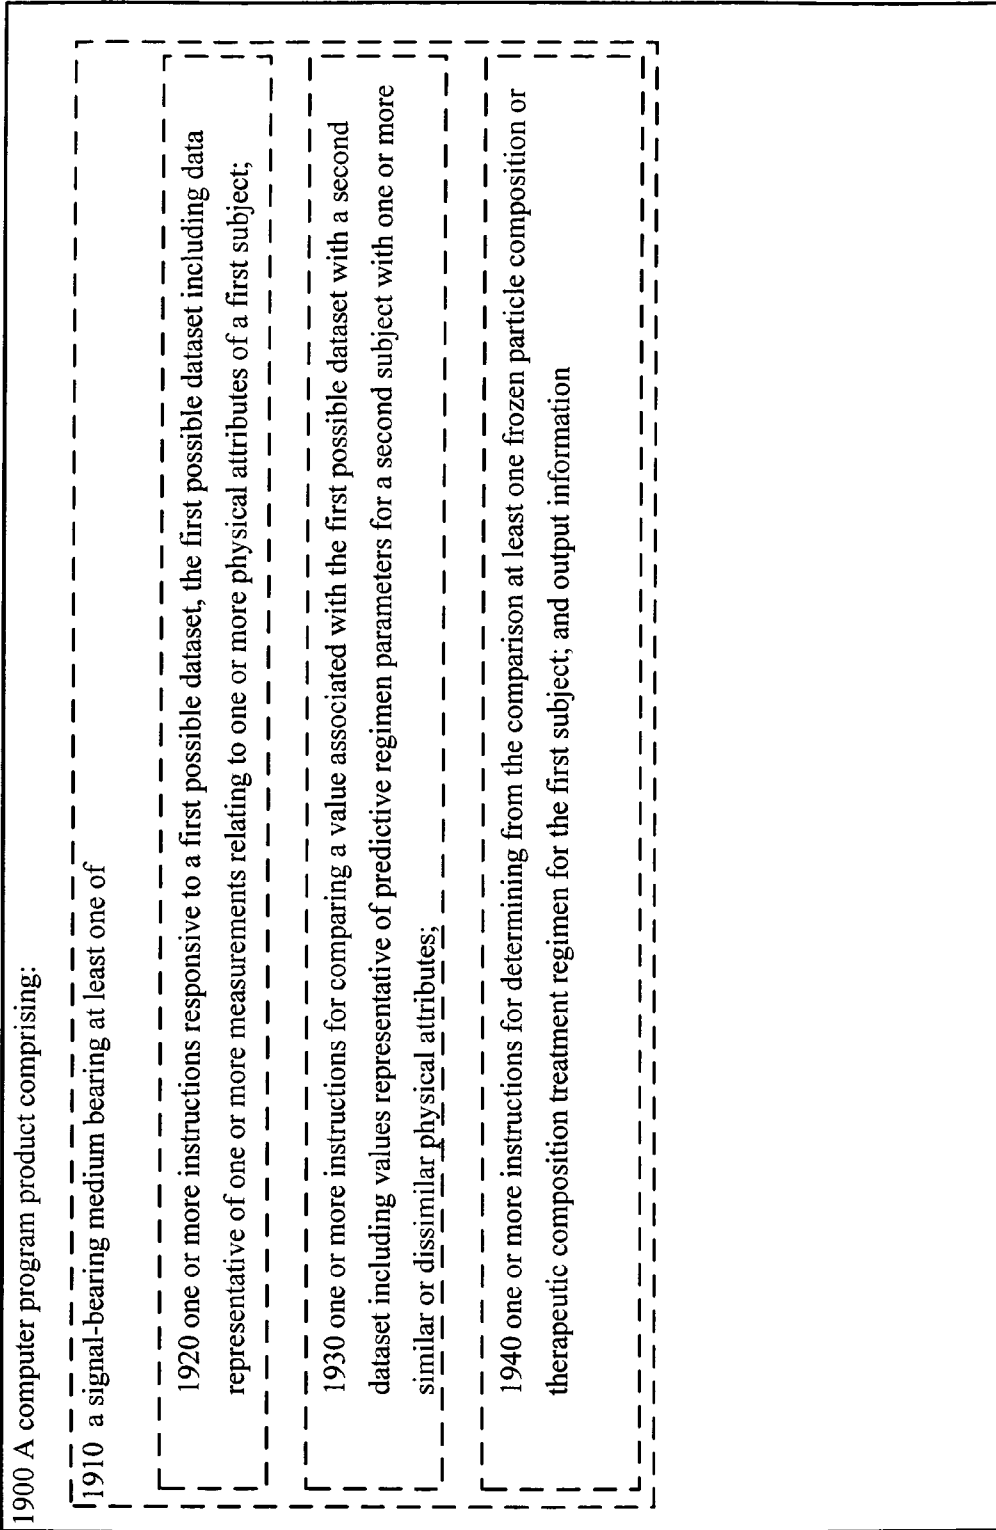 1900 A computer program product comprising:
1910 a signal-bearing medium bearing at least one of
1920 one or more instructions responsive to a first possible dataset, the first possible dataset including data
representative of one or more measurements relating to one or more physical attributes of a first subject;
1930 one or more instructions for comparing a value associated with the first possible dataset with a second
dataset including values representative of predictive regimen parameters for a second subject with one or more
similar or dissimilar physical attributes;
1940 one or more instructions for determining from the comparison at least one frozen particle composition or
therapeutic composition treatment regimen for the first subject; and output information